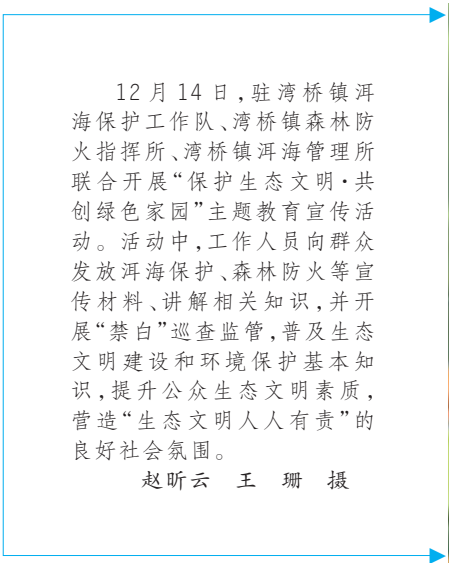 12月14日,驻湾桥镇洱
海保护工作队、湾桥镇森林防
火指挥所、湾桥镇洱海管理所
联合开展“保护生态文明·共
创绿色家园”主题教育宣传活
动。活动中,工作人员向群众
发放洱海保护、森林防火等宣
传材料、讲解相关知识,并开
展“禁白”巡查监管,普及生态
文明建设和环境保护基本知
识,提升公众生态文明素质,
营造“生态文明人人有责”的
良好社会氛围。
赵昕云 王 珊 摄